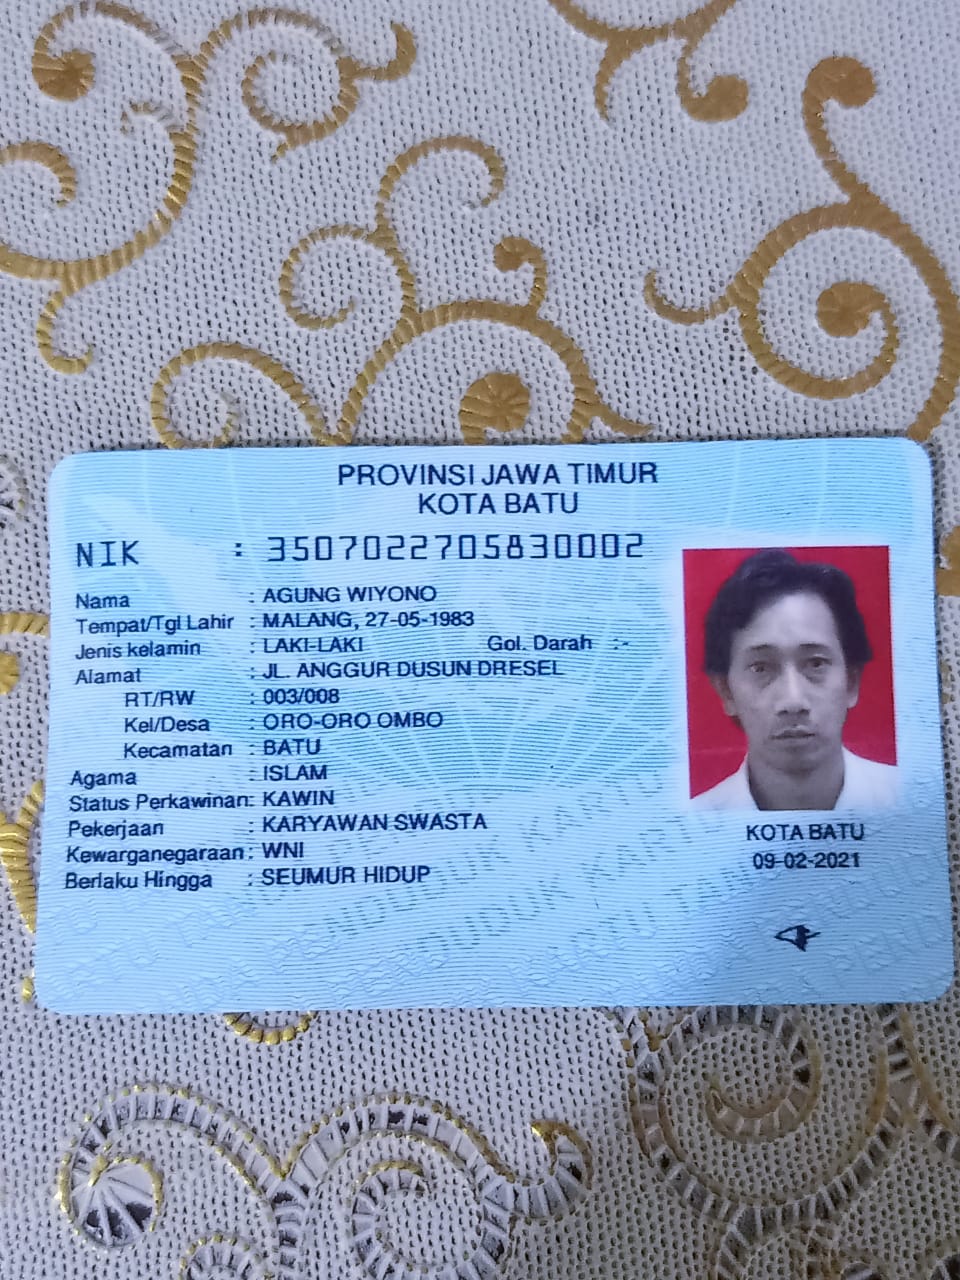 PROVINSI JAWA TIMUR
KOTA BATU
NIK : 3507022705830002
Nama : AGUNG WIYONO
Tempat/Tgl Lahir : MALANG, 27-05-1983
Jenis kelamin : LAKI-LAKI Gol. Darah : -
Alamat : JL. ANGGUR DUSUN DRESEL
RT/RW : 003/008
Kel/Desa : ORO-ORO OMBO
Kecamatan : BATU
Agama : ISLAM
Status Perkawinan: KAWIN
Pekerjaan : KARYAWAN SWASTA
Kewarganegaraan : WNI
Berlaku Hingga : SEUMUR HIDUP
KOTA BATU
09-02-2021